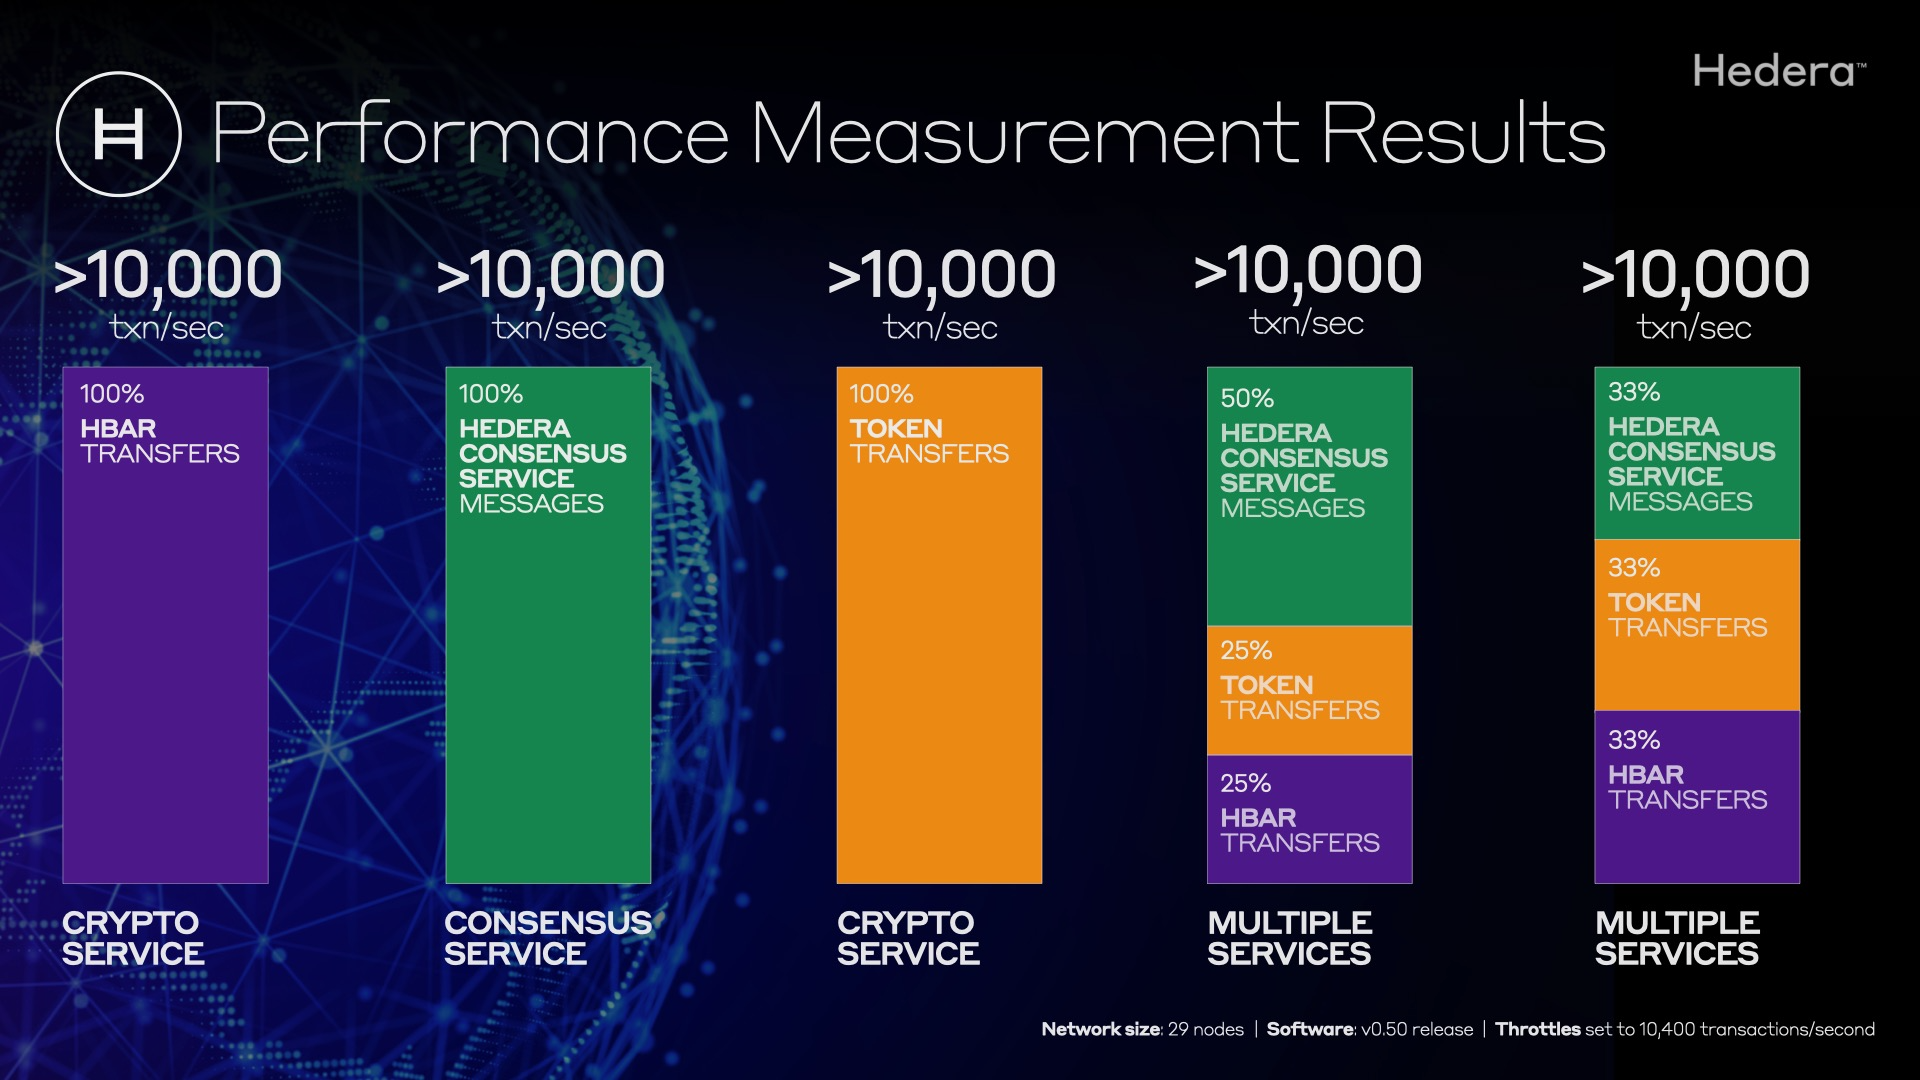 Hedera™
H Performance Measurement Results
>10,000
txn/sec
100%
HBAR
TRANSFERS
CRYPTO
SERVICE
>10,000
txn/sec
100%
HEDERA
CONSENSUS
SERVICE
MESSAGES
CONSENSUS
SERVICE
>10,000
txn/sec
100%
TOKEN
TRANSFERS
CRYPTO
SERVICE
>10,000
txn/sec
50%
HEDERA
CONSENSUS
SERVICE
MESSAGES
25%
TOKEN
TRANSFERS
25%
HBAR
TRANSFERS
MULTIPLE
SERVICES
>10,000
txn/sec
33%
HEDERA
CONSENSUS
SERVICE
MESSAGES
33%
TOKEN
TRANSFERS
33%
HBAR
TRANSFERS
MULTIPLE
SERVICES
Network size: 29 nodes | Software: v0.50 release | Throttles set to 10,400 transactions/second